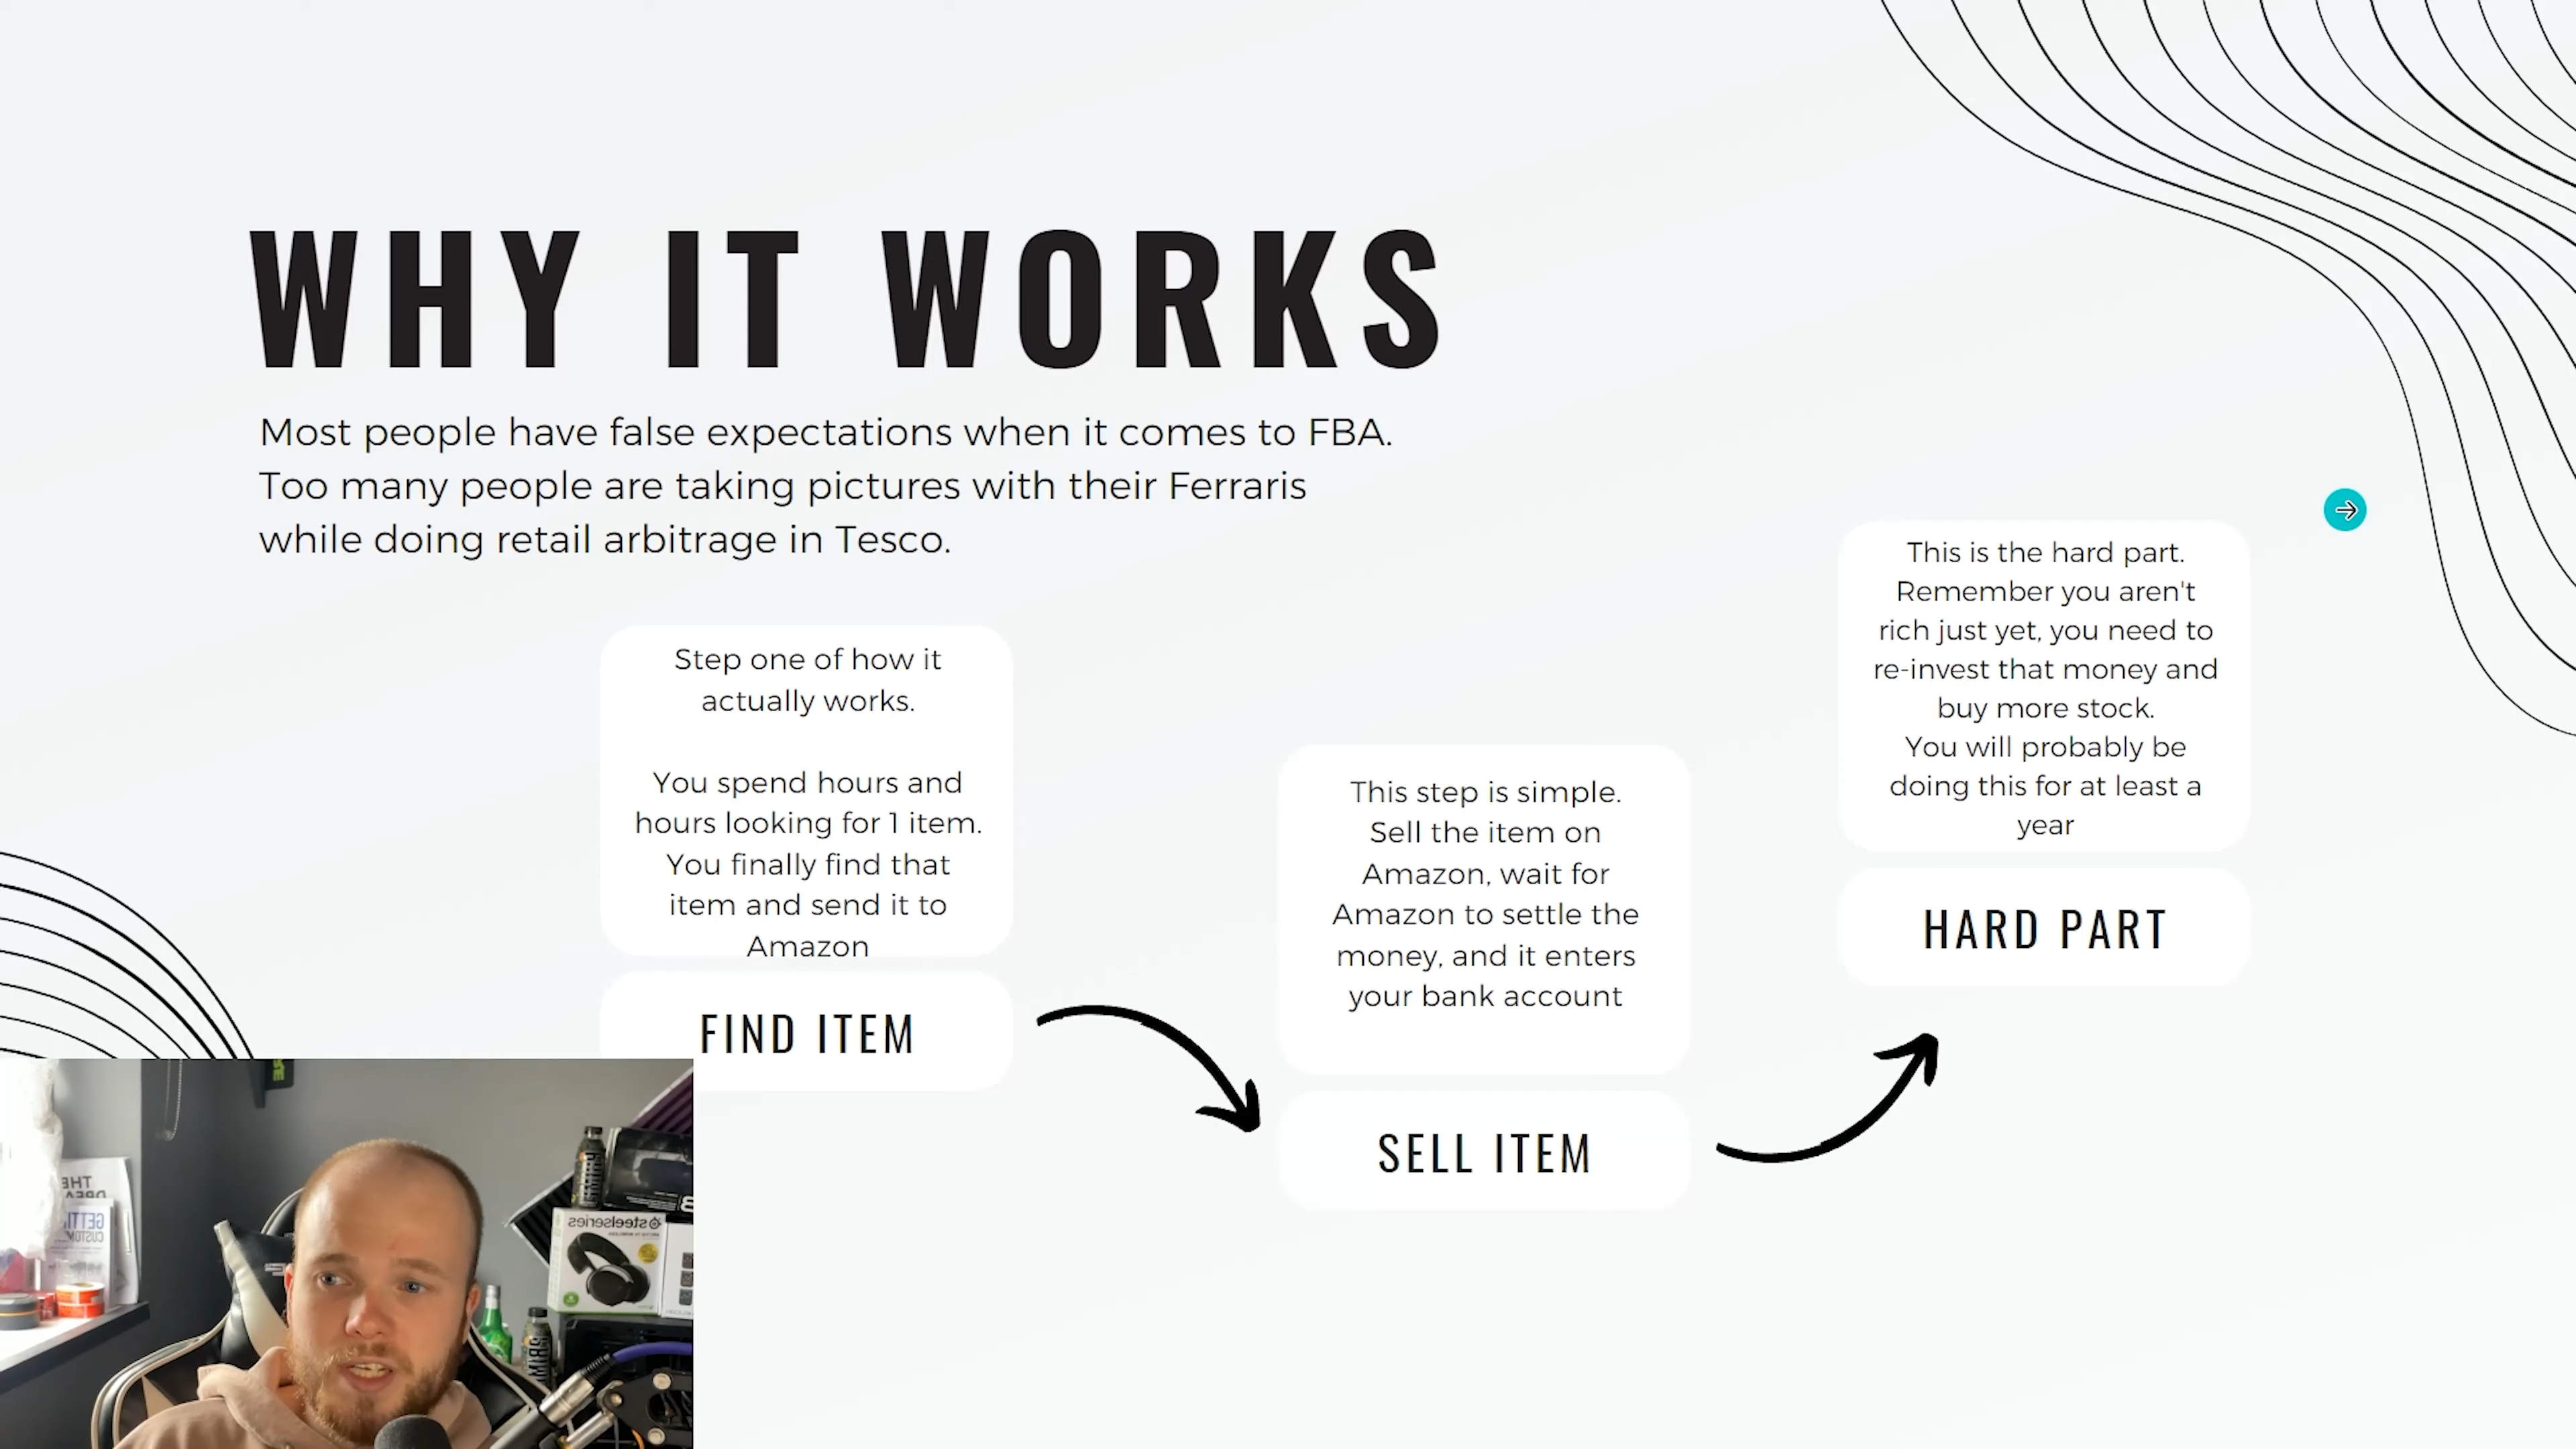 WHY IT WORKS
Most people have false expectations when it comes to FBA.
Too many people are taking pictures with their Ferraris
while doing retail arbitrage in Tesco.
Step one of how it
actually works.
You spend hours and
hours looking for 1 item.
You finally find that
item and send it to
Amazon
FIND ITEM
This step is simple.
Sell the item on
Amazon, wait for
Amazon to settle the
money, and it enters
your bank account
SELL ITEM
This is the hard part.
Remember you aren't
rich just yet, you need to
re-invest that money and
buy more stock.
You will probably be
doing this for at least a
year
HARD PART
THE
GETTI
CUSTOM
steelseries